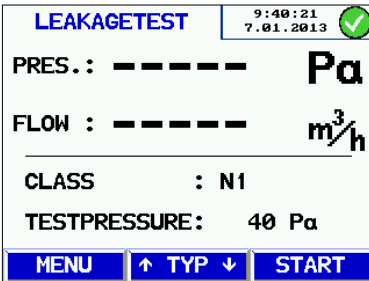 LEAKAGETEST
9:40:21
7.01.2013
PRES.: ----- Pa
FLOW : ----- m³/h
CLASS : N1
TESTPRESSURE: 40 Pa
MENU ↑ TYP ↓ START